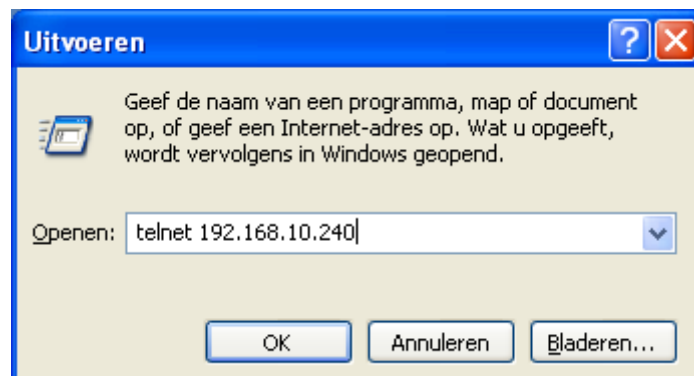 Uitvoeren
Geef de naam van een programma, map of document
op, of geef een Internet-adres op. Wat u opgeeft,
wordt vervolgens in Windows geopend.
Openen: telnet 192.168.10.240
OK Annuleren Bladeren...